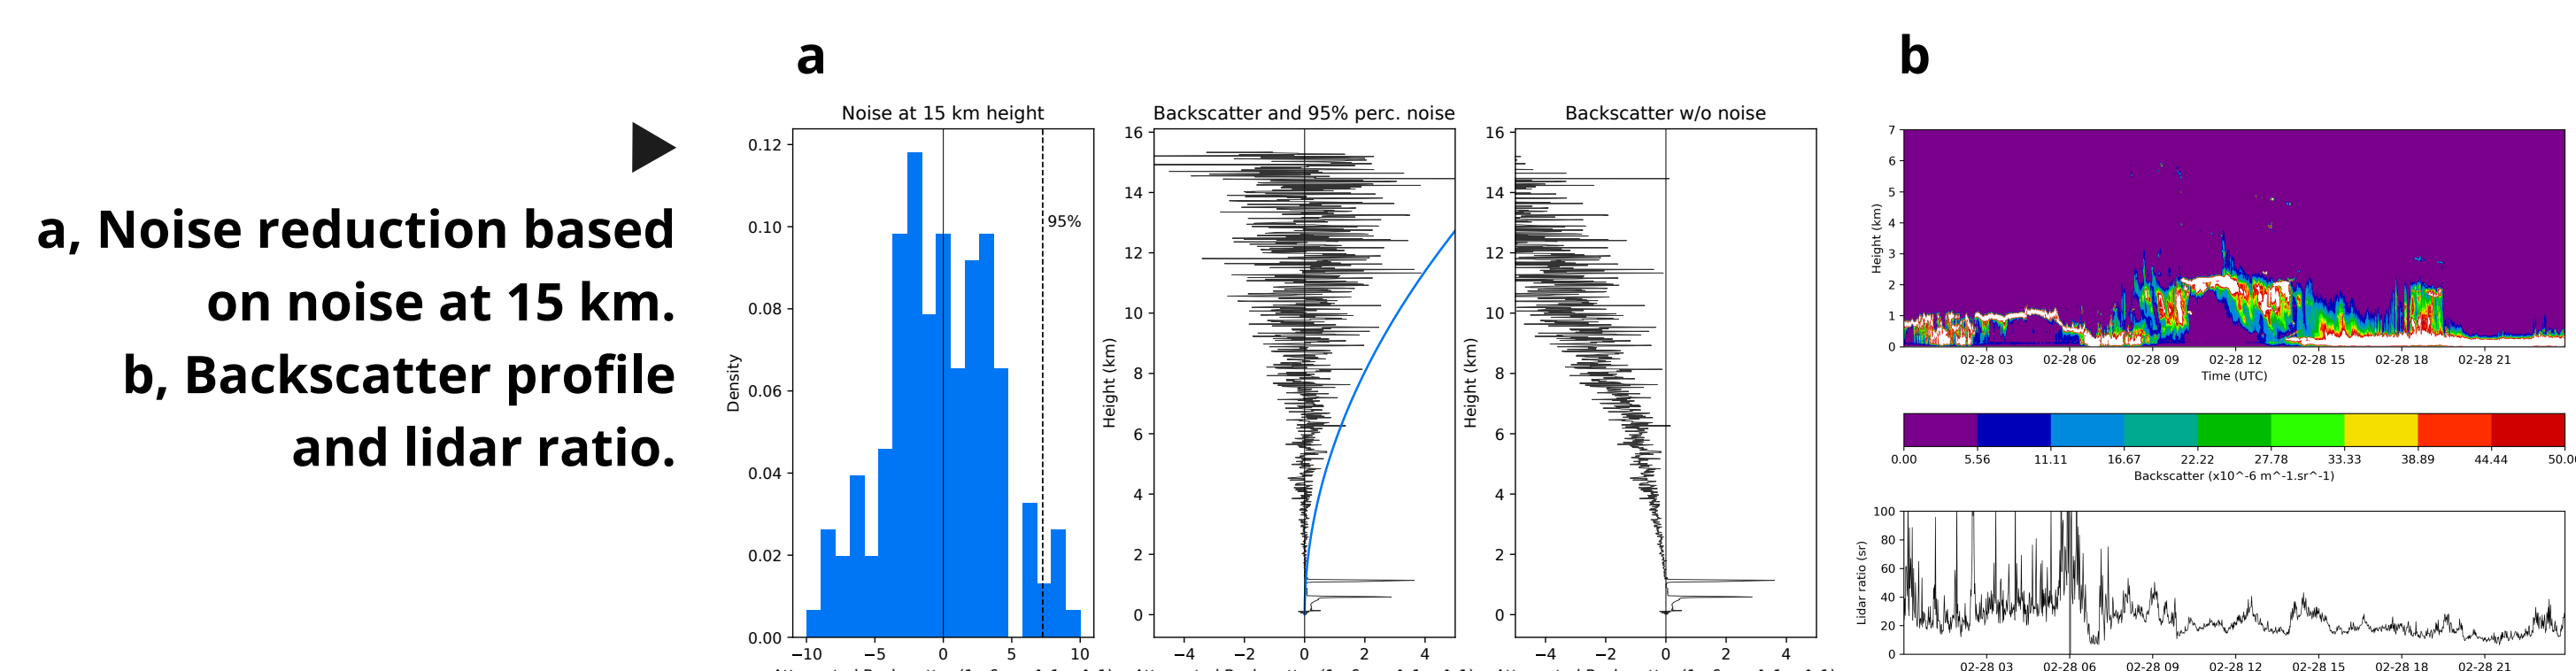 a
b
a, Noise reduction based
on noise at 15 km.
b, Backscatter profile
and lidar ratio.
Noise at 15 km height
0.12
0.10
0.08
0.06
0.04
0.02
0.00
Density
95%
−10 −5 0 5 10
Backscatter and 95% perc. noise
16
14
12
10
8
6
4
2
0
Height (km)
−4 −2 0 2 4
Backscatter w/o noise
16
14
12
10
8
6
4
2
0
Height (km)
−4 −2 0 2 4
7
6
5
4
3
2
1
0
Height (km)
02-28 03 02-28 06 02-28 09 02-28 12 02-28 15 02-28 18 02-28 21
Time (UTC)
0.00 5.56 11.11 16.67 22.22 27.78 33.33 38.89 44.44
Backscatter (x10^-6 m^-1.sr^-1)
100
80
60
40
20
0
Lidar ratio (sr)
02-28 03 02-28 06 02-28 09 02-28 12 02-28 15 02-28 18 02-28 21